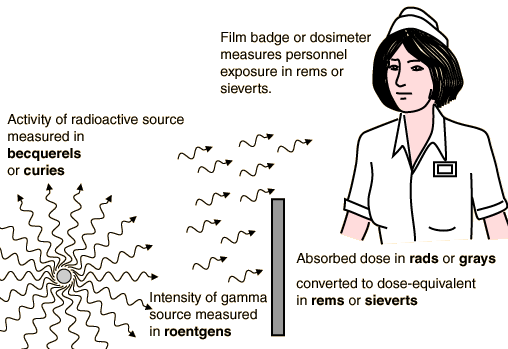 Film badge or dosimeter
measures personnel
exposure in rems or
sieverts.
Activity of radioactive source
measured in
becquerels
or curies
Intensity of gamma
source measured
in roentgens
Absorbed dose in rads or grays
converted to dose-equivalent
in rems or sieverts